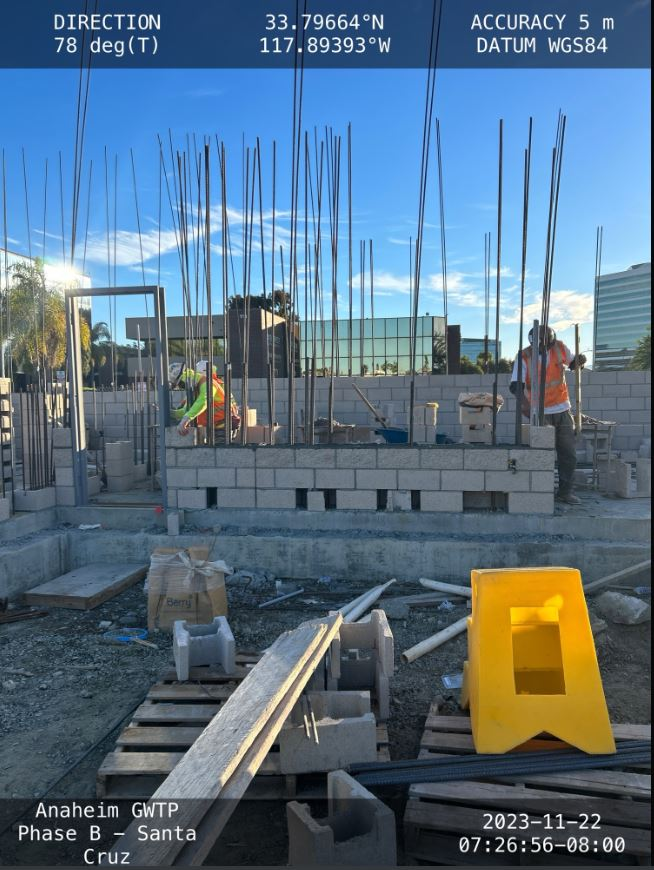 DIRECTION
78 deg(T)
33.79664°N
117.89393°W
ACCURACY 5 m
DATUM WGS84
Berry
Anaheim GWTP
Phase B – Santa
Cruz
2023-11-22
07:26:56-08:00